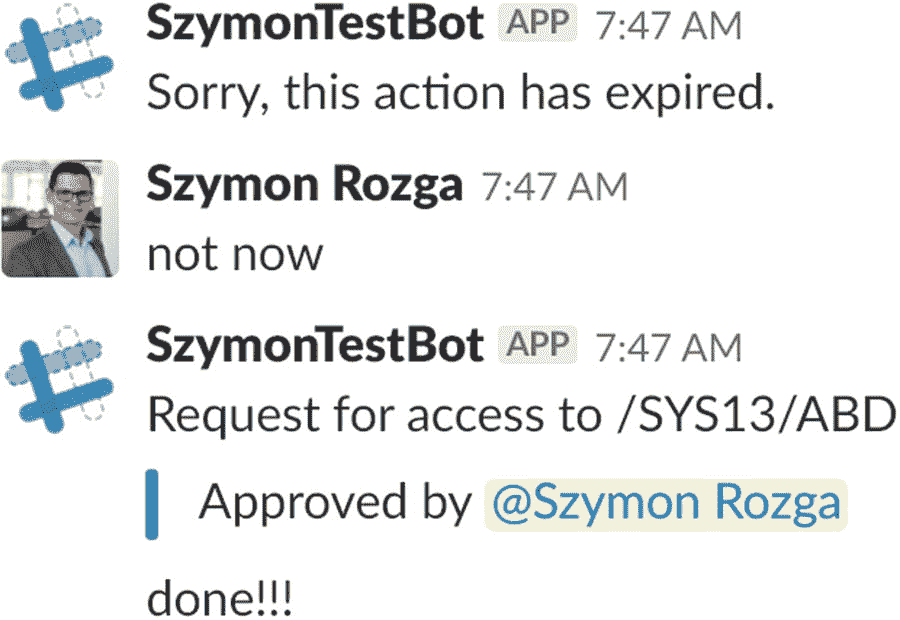 SzymonTestBot APP 7:47 AM
Sorry, this action has expired.
Szymon Rozga 7:47 AM
not now
SzymonTestBot APP 7:47 AM
Request for access to /SYS13/ABD
Approved by @Szymon Rozga
done!!!